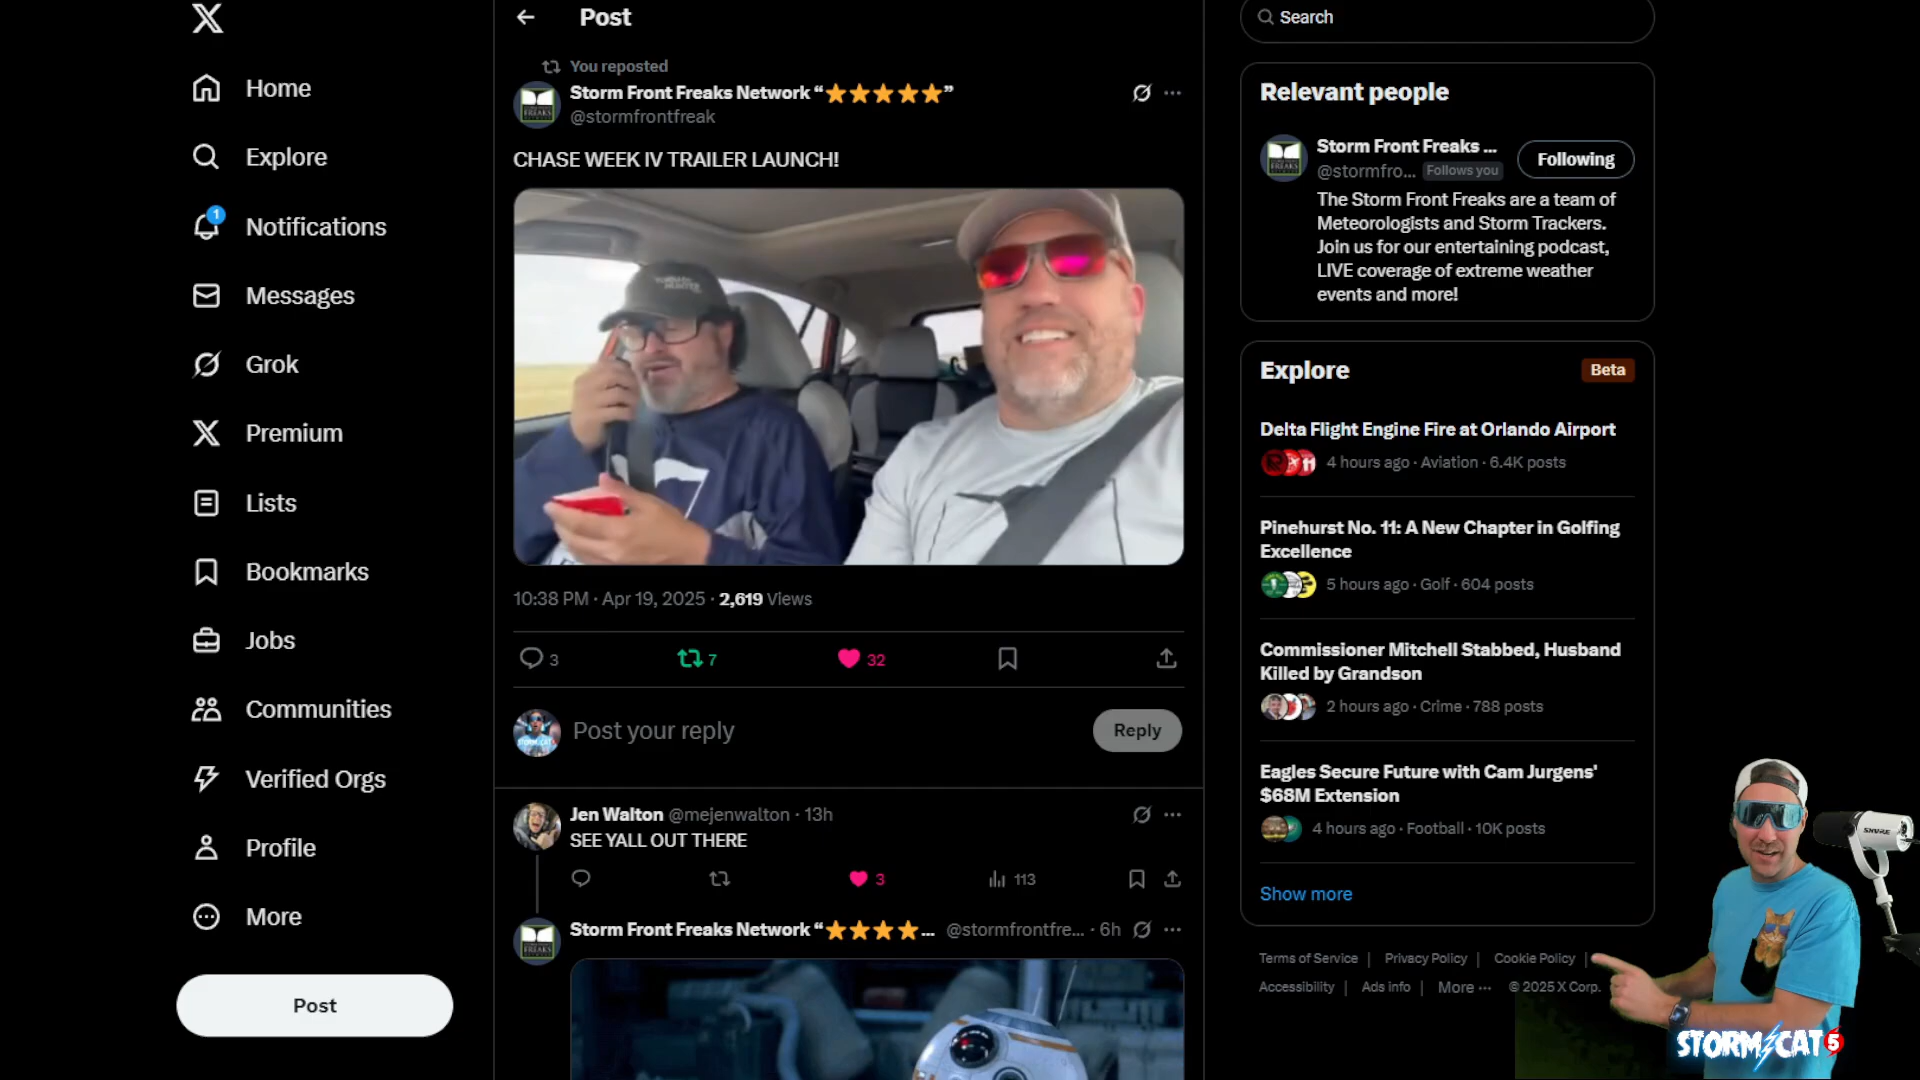 Home
Explore
1
Notifications
Messages
Grok
Premium
Lists
Bookmarks
Jobs
Communities
Verified Orgs
Profile
More
Post
Post
You reposted
Storm Front Freaks Network “⭐⭐⭐⭐⭐”
@stormfrontfreak
CHASE WEEK IV TRAILER LAUNCH!
10:38 PM · Apr 19, 2025 · 2,619 Views
3 7 32
Post your reply
Reply
Jen Walton @mejenwalton · 13h
SEE YALL OUT THERE
3 113
Storm Front Freaks Network “⭐⭐⭐⭐... @stormfrontfre... · 6h
Search
Relevant people
Storm Front Freaks ...
@stormfro... Follows you
Following
The Storm Front Freaks are a team of
Meteorologists and Storm Trackers.
Join us for our entertaining podcast,
LIVE coverage of extreme weather
events and more!
Explore
Beta
Delta Flight Engine Fire at Orlando Airport
4 hours ago · Aviation · 6.4K posts
Pinehurst No. 11: A New Chapter in Golfing
Excellence
5 hours ago · Golf · 604 posts
Commissioner Mitchell Stabbed, Husband
Killed by Grandson
2 hours ago · Crime · 788 posts
Eagles Secure Future with Cam Jurgens'
$68M Extension
4 hours ago · Football · 10K posts
Show more
Terms of Service | Privacy Policy | Cookie Policy |
Accessibility | Ads info | More ··· © 2025 X Corp.
SHURE
STORM CAT 5